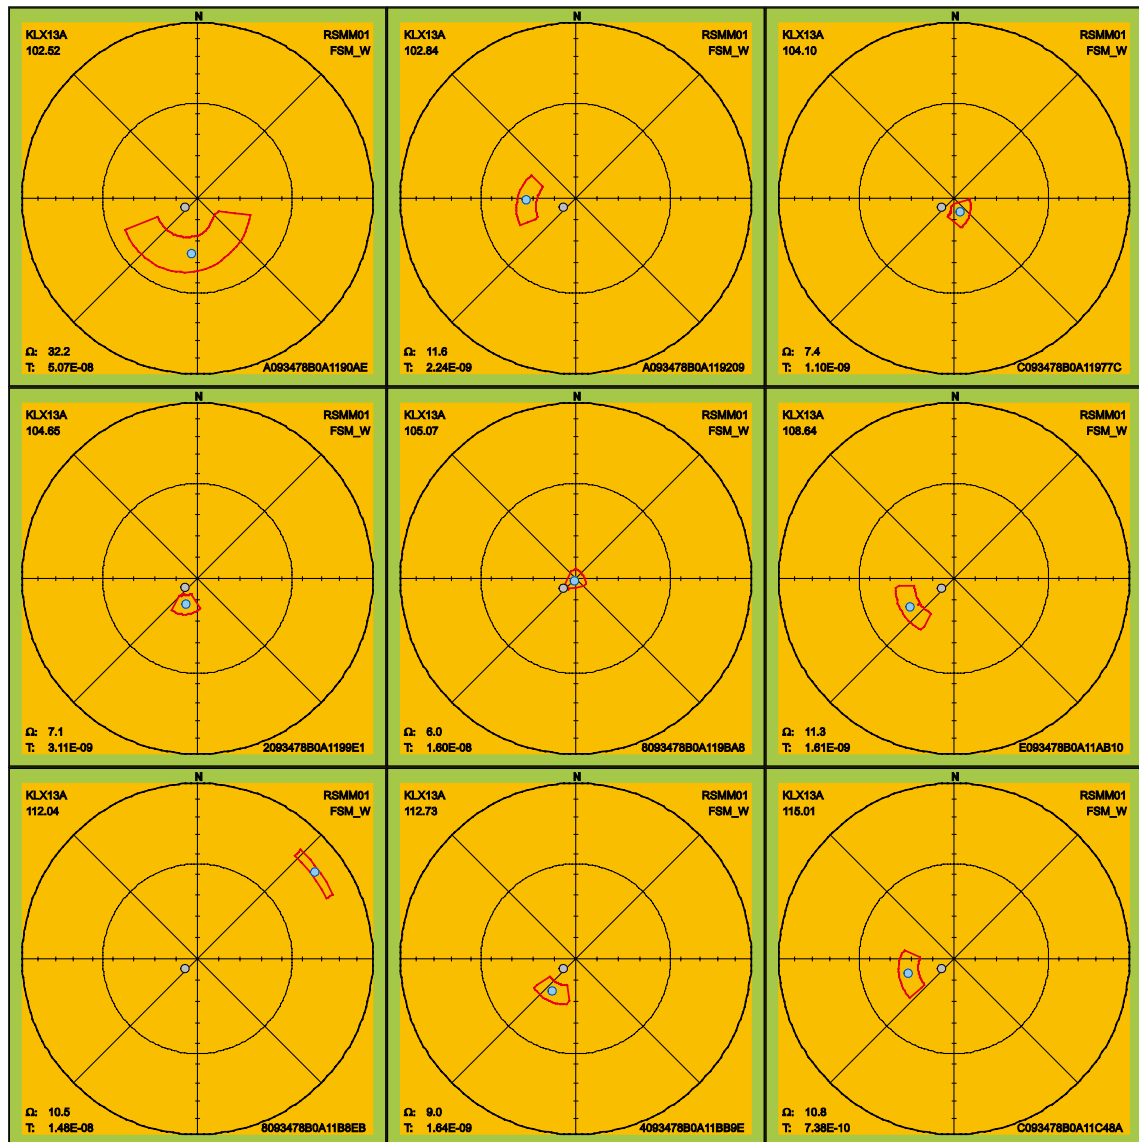 N
KLX13A RSMM01
102.52 FSM_W
Ω: 32.2
T: 5.07E-08 A093478B0A1190AE
N
KLX13A RSMM01
102.84 FSM_W
Ω: 11.6
T: 2.24E-09 A093478B0A119209
N
KLX13A RSMM01
104.10 FSM_W
Ω: 7.4
T: 1.10E-09 C093478B0A11977C
N
KLX13A RSMM01
104.65 FSM_W
Ω: 7.1
T: 3.11E-09 2093478B0A1199E1
N
KLX13A RSMM01
105.07 FSM_W
Ω: 6.0
T: 1.60E-08 8093478B0A119BA8
N
KLX13A RSMM01
108.64 FSM_W
Ω: 11.3
T: 1.61E-09 E093478B0A11AB10
N
KLX13A RSMM01
112.04 FSM_W
Ω: 10.5
T: 1.48E-08 8093478B0A11B8EB
N
KLX13A RSMM01
112.73 FSM_W
Ω: 9.0
T: 1.64E-09 4093478B0A11BB9E
N
KLX13A RSMM01
115.01 FSM_W
Ω: 10.8
T: 7.38E-10 C093478B0A11C48A